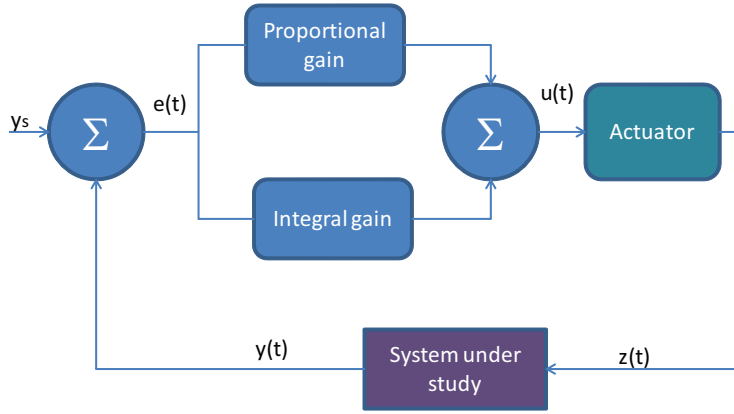 Proportional
gain
ys
Σ
e(t)
Σ
u(t)
Actuator
Integral gain
y(t)
System under
study
z(t)